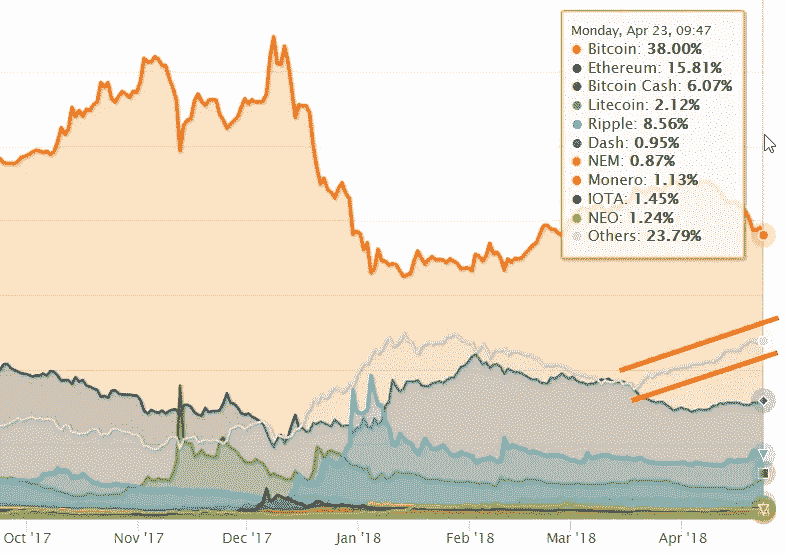 Monday, Apr 23, 09:47
Bitcoin: 38.00%
Ethereum: 15.81%
Bitcoin Cash: 6.07%
Litecoin: 2.12%
Ripple: 8.56%
Dash: 0.95%
NEM: 0.87%
Monero: 1.13%
IOTA: 1.45%
NEO: 1.24%
Others: 23.79%
Oct '17 Nov '17 Dec '17 Jan '18 Feb '18 Mar '18 Apr '18